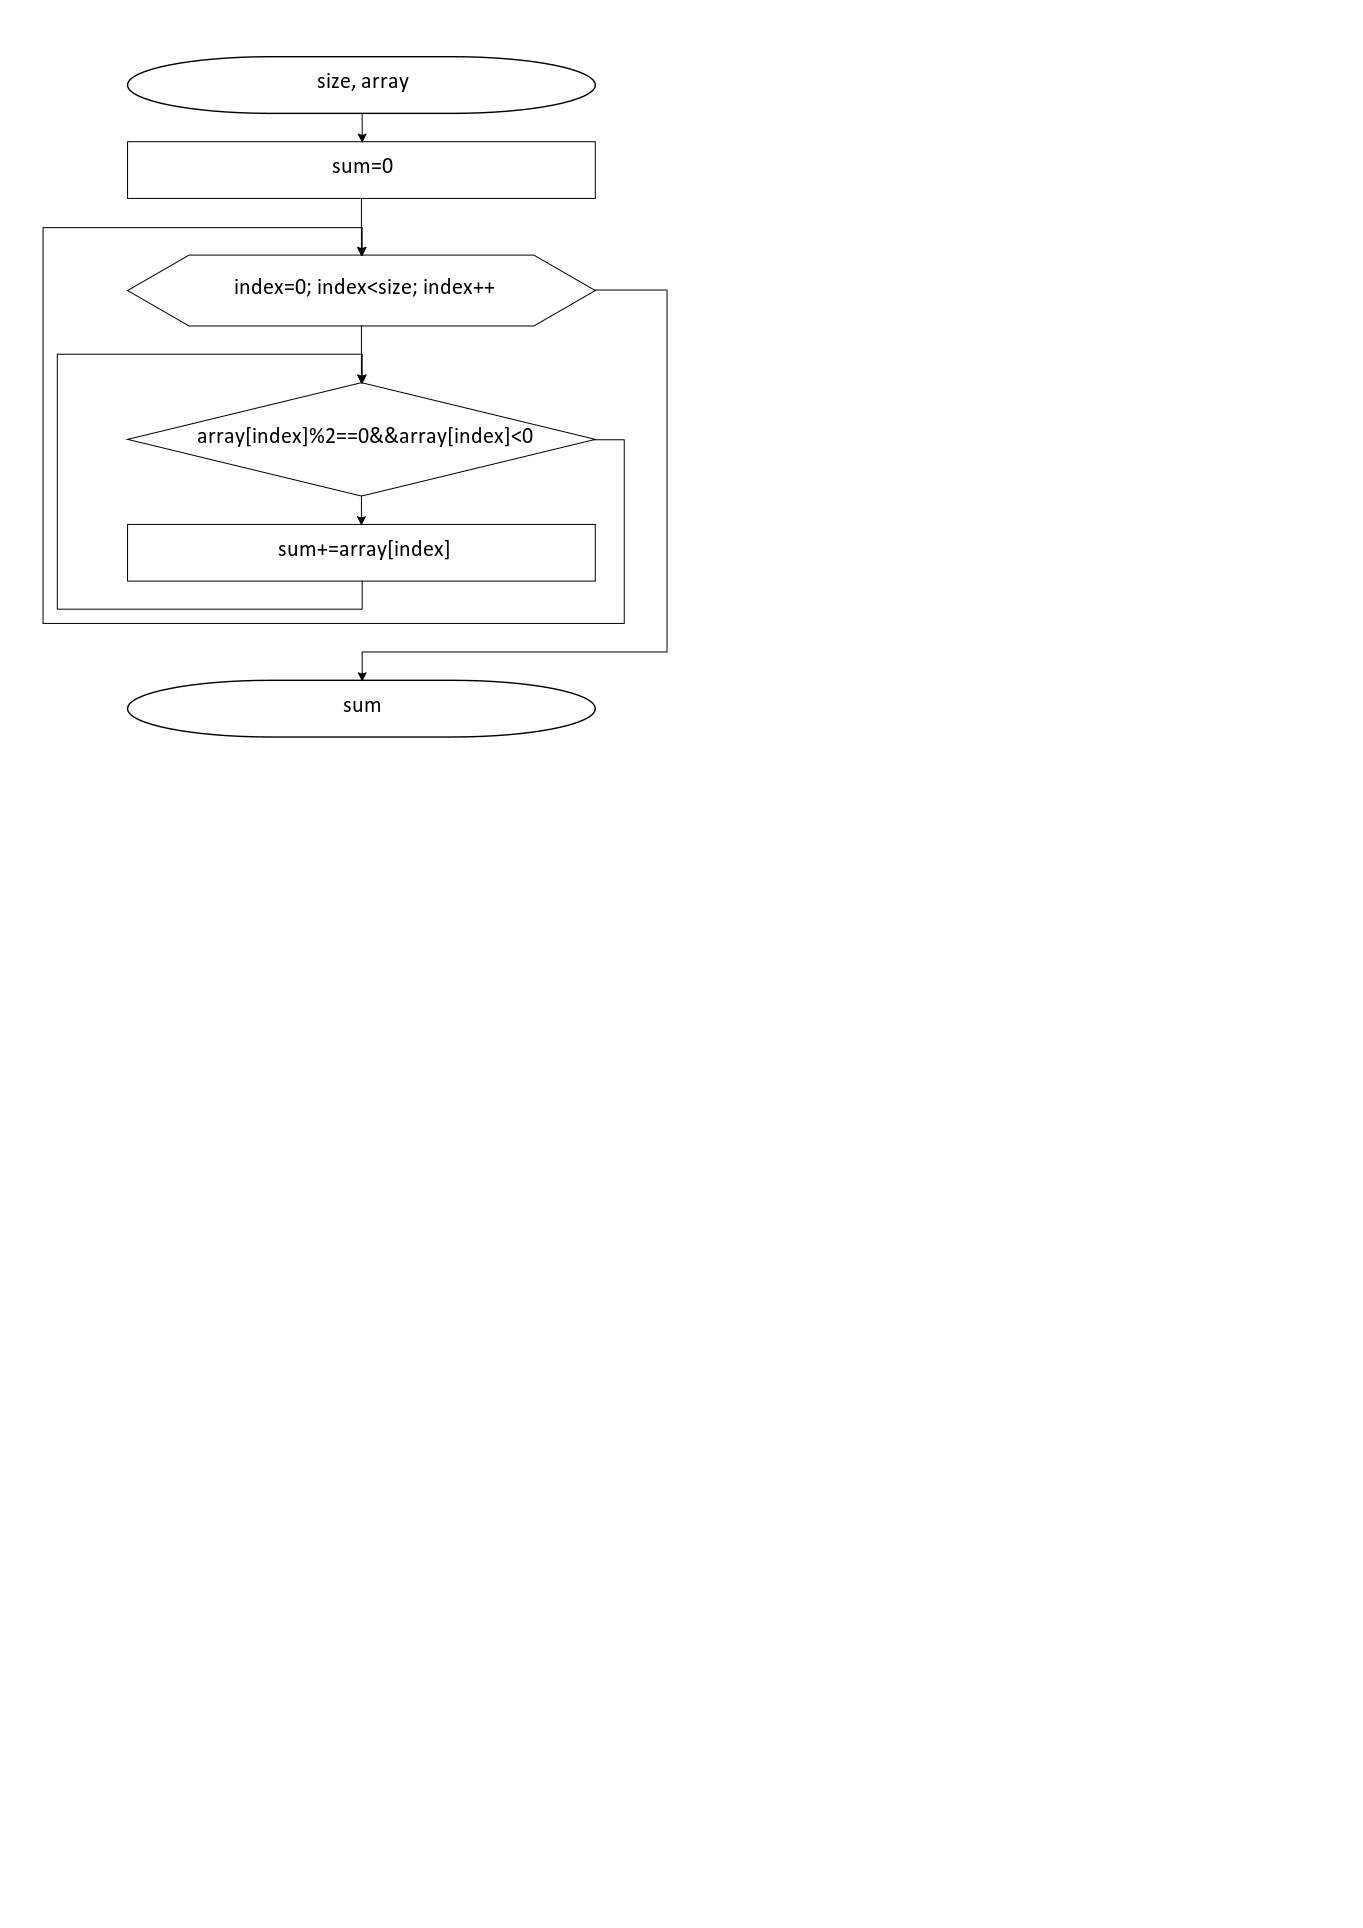 size, array
sum=0
index=0; index<size; index++
array[index]%2==0&&array[index]<0
sum+=array[index]
sum